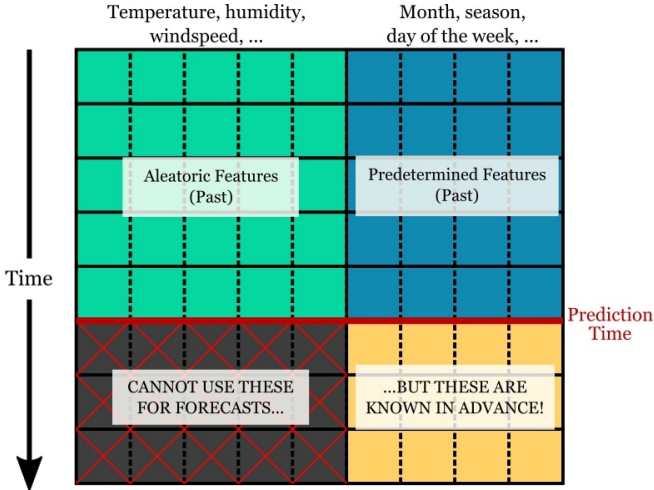 Temperature, humidity,
windspeed, ...
Month, season,
day of the week, ...
Aleatoric Features
(Past)
Predetermined Features
(Past)
Time
Prediction
Time
CANNOT USE THESE
FOR FORECASTS...
...BUT THESE ARE
KNOWN IN ADVANCE!